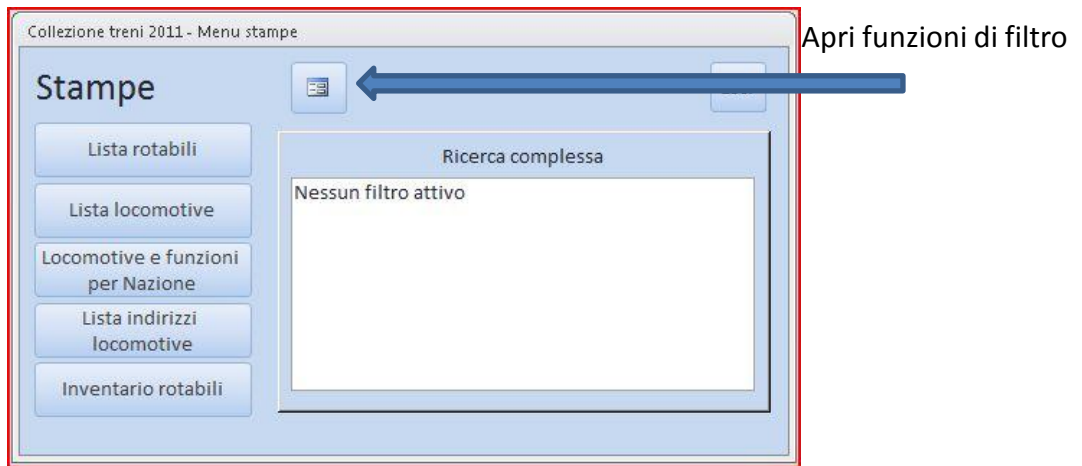 Collezione treni 2011 - Menu stampe
Apri funzioni di filtro
Stampe
Lista rotabili
Ricerca complessa
Nessun filtro attivo
Lista locomotive
Locomotive e funzioni
per Nazione
Lista indirizzi
locomotive
Inventario rotabili